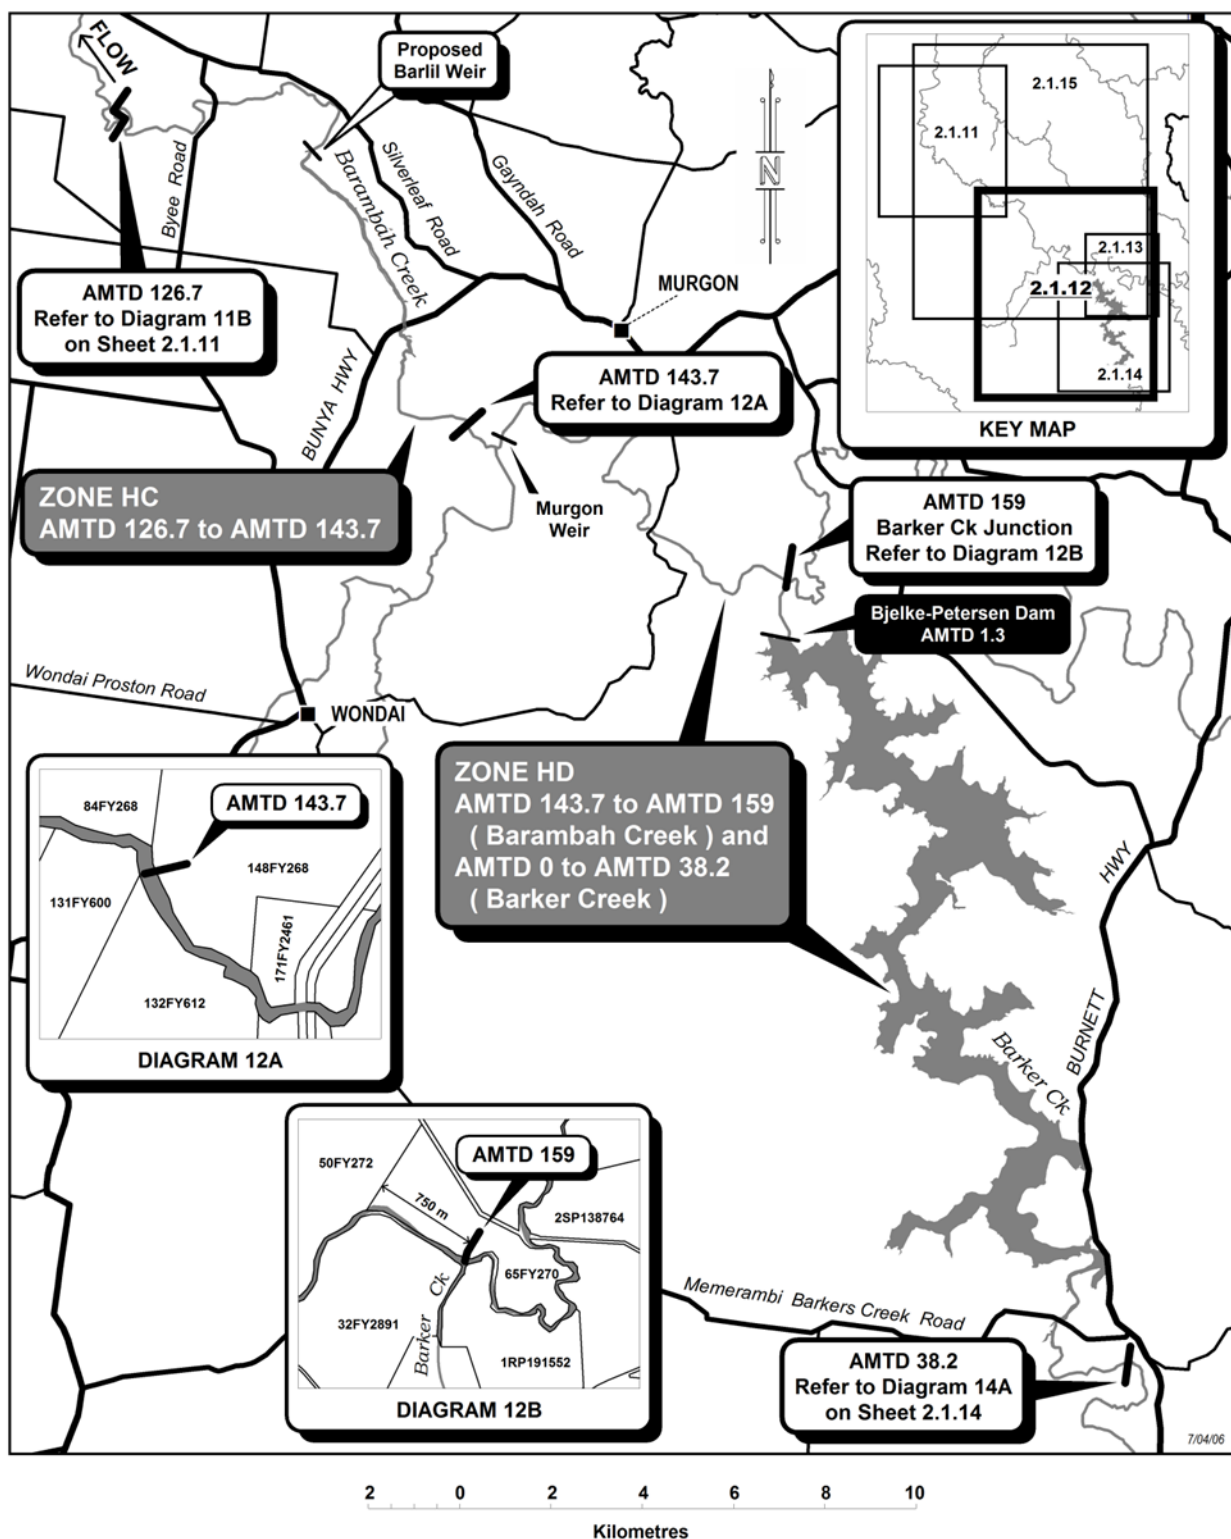 FLOW
Proposed
Barlil Weir
Byee Road
Barambah Creek
Silverleaf Road
Gayndah Road
N
2.1.15
2.1.11
2.1.13
2.1.12
2.1.14
KEY MAP
AMTD 126.7
Refer to Diagram 11B
on Sheet 2.1.11
MURGON
BUNYA HWY
AMTD 143.7
Refer to Diagram 12A
ZONE HC
AMTD 126.7 to AMTD 143.7
Murgon
Weir
AMTD 159
Barker Ck Junction
Refer to Diagram 12B
Bjelke-Petersen Dam
AMTD 1.3
Wondai Proston Road
WONDAI
ZONE HD
AMTD 143.7 to AMTD 159
( Barambah Creek ) and
AMTD 0 to AMTD 38.2
( Barker Creek )
84FY268
AMTD 143.7
148FY268
131FY600
171FY2461
132FY612
DIAGRAM 12A
BURNETT HWY
Barker Ck
50FY272
AMTD 159
750 m
2SP138764
65FY270
Barker Ck
32FY2891
1RP191552
DIAGRAM 12B
Memerambi Barkers Creek Road
AMTD 38.2
Refer to Diagram 14A
on Sheet 2.1.14
7/04/06
2 0 2 4 6 8 10
Kilometres